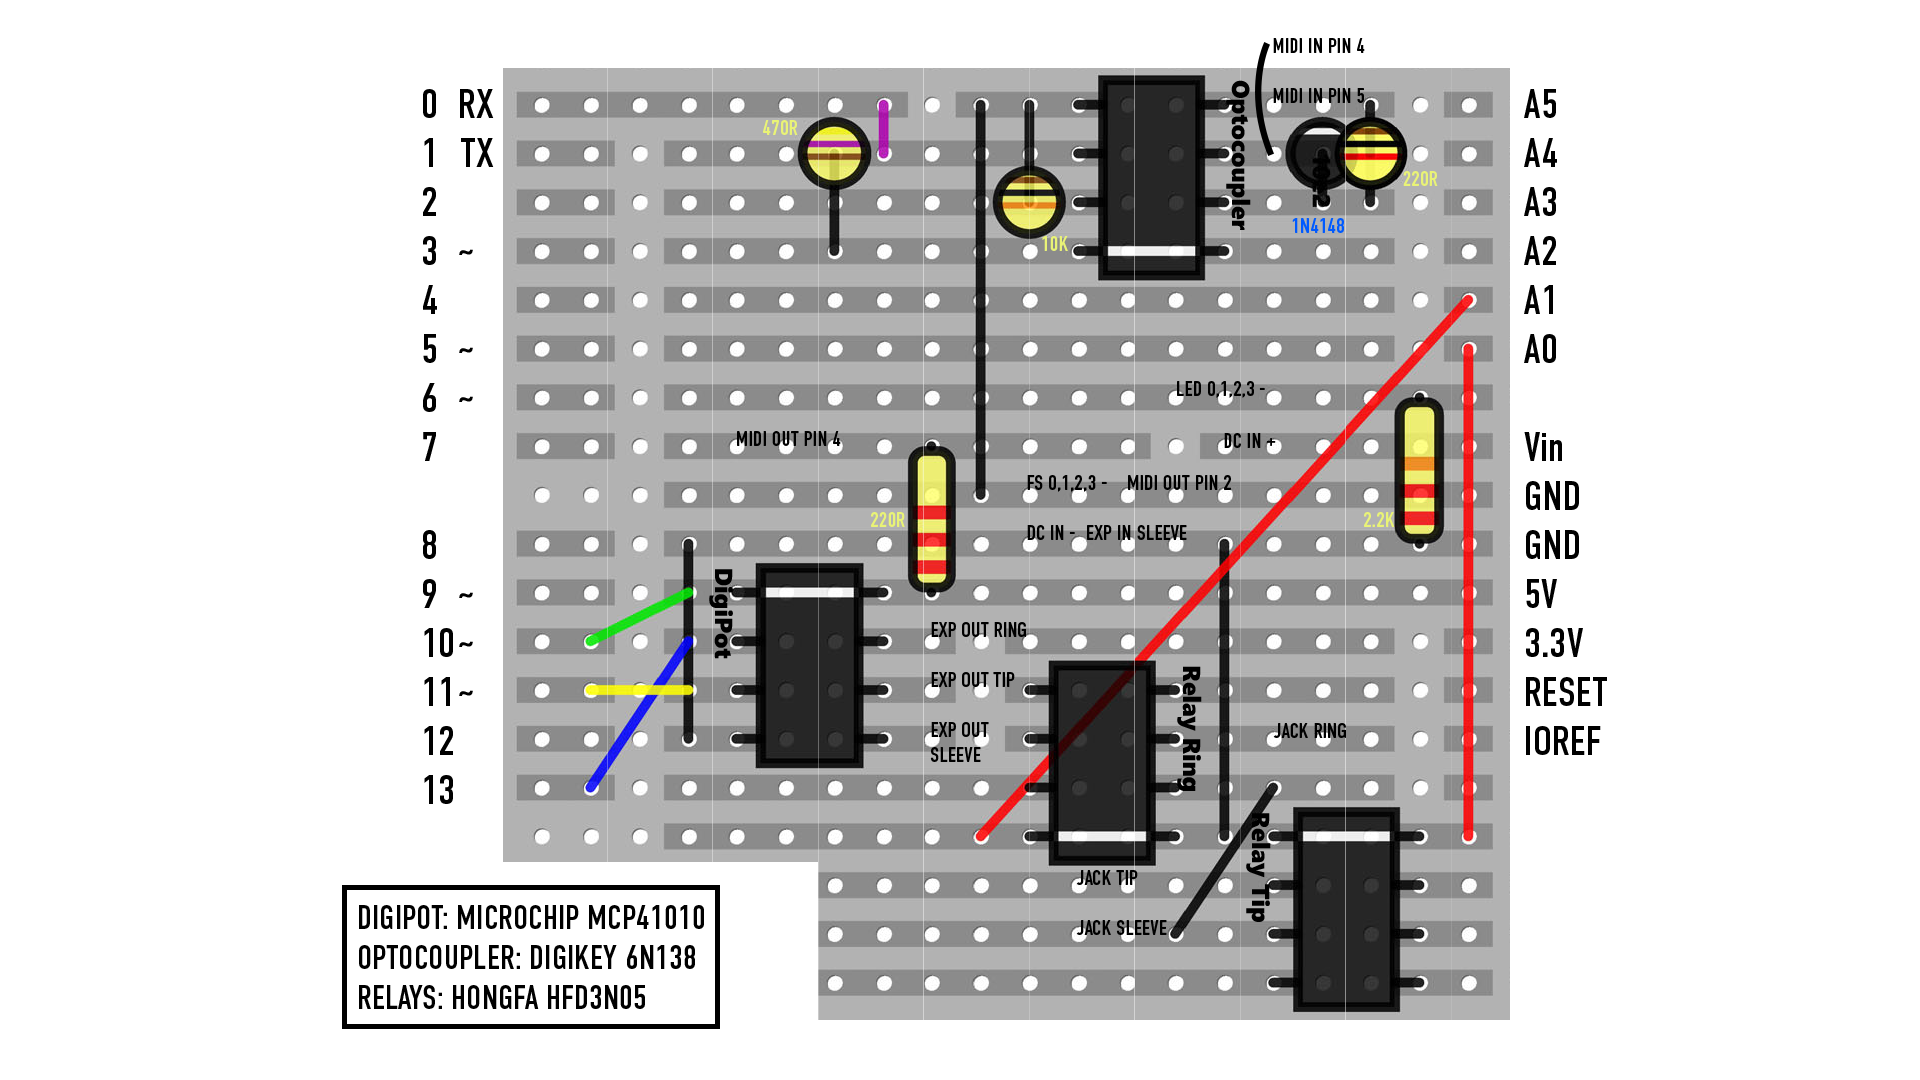 MIDI IN PIN 4
MIDI IN PIN 5
0 RX
1 TX
2
3 ~
4
5 ~
6 ~
7
8
9 ~
10~
11~
12
13
A5
A4
A3
A2
A1
A0
Vin
GND
GND
5V
3.3V
RESET
IOREF
470R
10K
Optocoupler
220R
1N4148
LED 0,1,2,3 -
MIDI OUT PIN 4
DC IN +
FS 0,1,2,3 -
MIDI OUT PIN 2
220R
2.2K
DC IN -
EXP IN SLEEVE
DigiPot
EXP OUT RING
EXP OUT TIP
EXP OUT
SLEEVE
Relay Ring
JACK RING
Relay Tip
JACK TIP
JACK SLEEVE
DIGIPOT: MICROCHIP MCP41010
OPTOCOUPLER: DIGIKEY 6N138
RELAYS: HONGFA HFD3N05